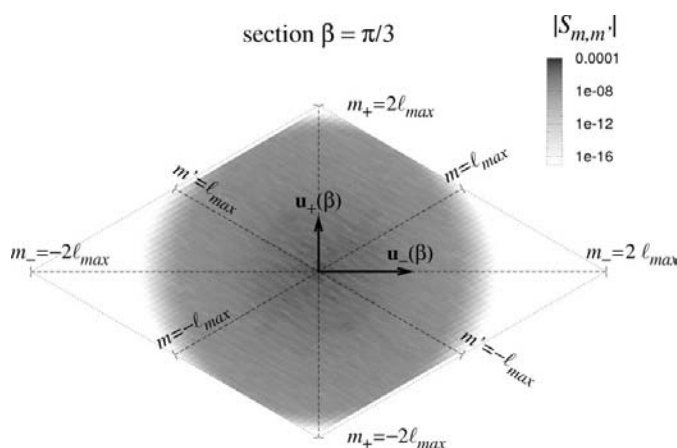 section β = π/3
|S_{m,m'}|
0.0001
1e-08
1e-12
1e-16
m_+=2ℓ_max
m'=ℓ_max
m=ℓ_max
u_+(β)
m_-=-2ℓ_max
u_-(β)
m_-=2 ℓ_max
m=-ℓ_max
m'=-ℓ_max
m_+=-2ℓ_max